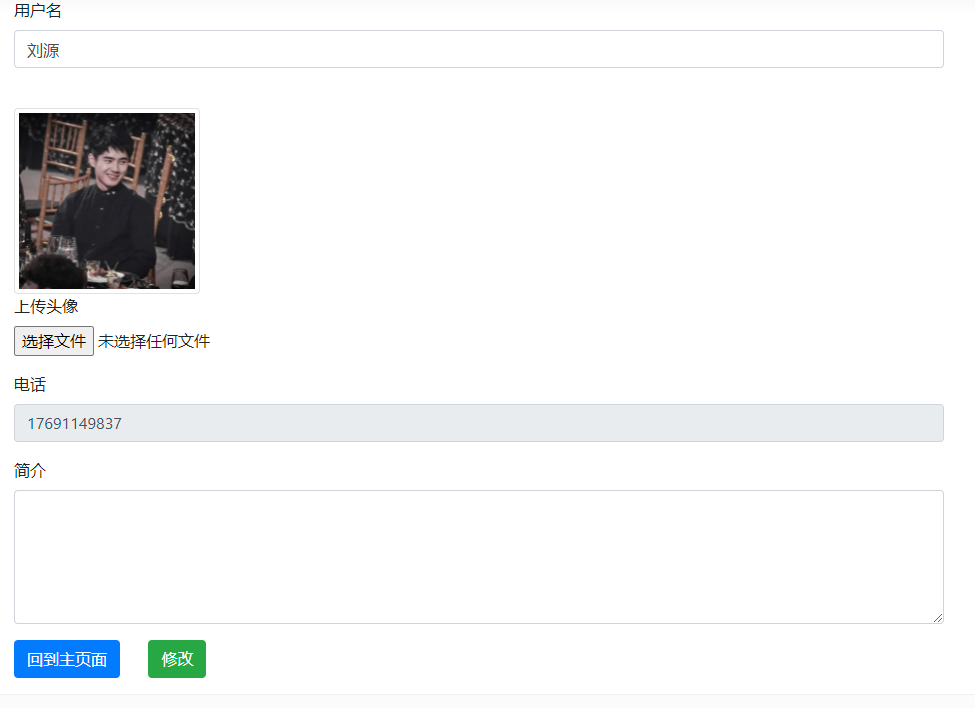 用户名
刘源
上传头像
选择文件 未选择任何文件
电话
17691149837
简介
回到主页面 修改